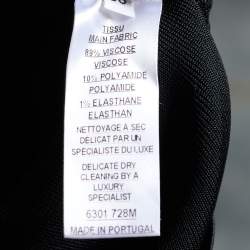 TISSU
MAIN FABRIC
89% VISCOSE
VISCOSE
10% POLYAMIDE
POLYAMIDE
1% ELASTHANE
ELASTHAN
NETTOYAGE A SEC
DELICAT PAR UN
SPECIALISTE DU LUXE
DELICATE DRY
CLEANING BY A
LUXURY
SPECIALIST
6301 728M
MADE IN PORTUGAL